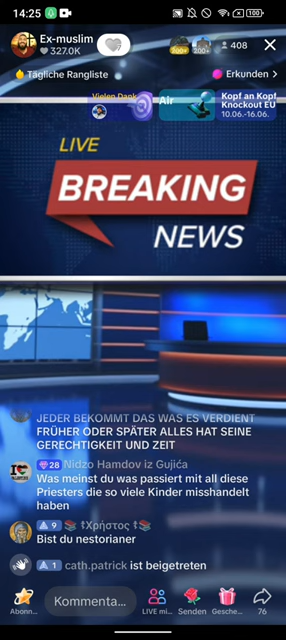 14:25
100
Ex-muslim
327.0K
200+
200+
408
Tägliche Rangliste
Erkunden >
Vielen Dank
Air
Kopf an Kopf
Knockout EU
10.06.-16.06.
LIVE
BREAKING
NEWS
JEDER BEKOMMT DAS WAS ES VERDIENT
FRÜHER ODER SPÄTER ALLES HAT SEINE
GERECHTIGKEIT UND ZEIT
28 Nidzo Hamdov iz Gujića
Was meinst du was passiert mit all diese
Priesters die so viele Kinder misshandelt
haben
9 📚 ‡Χρήστος ‡📚
Bist du nestorianer
1 cath.patrick ist beigetreten
Kommenta...
Abonn...
LIVE mi...
Senden
Gesche...
76